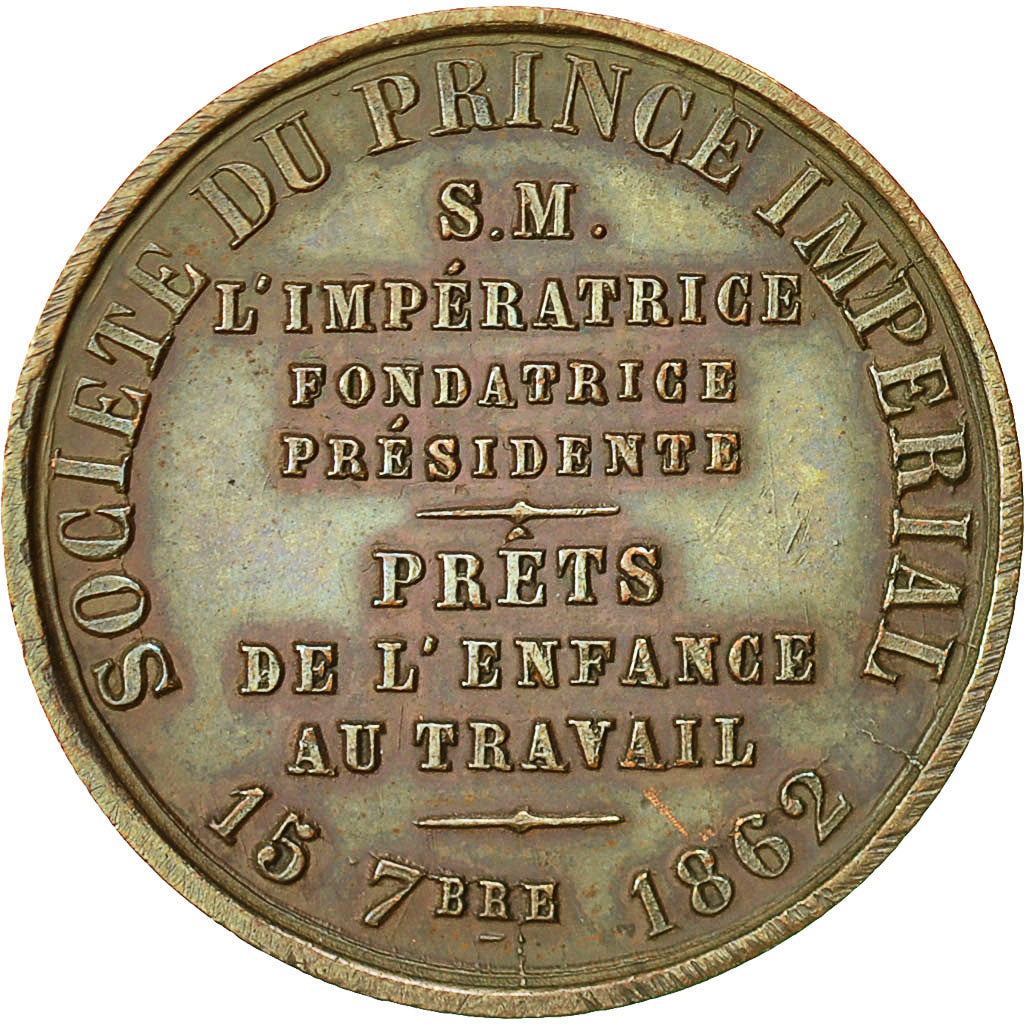 SOCIETE DU PRINCE IMPERIAL
S.M.
L'IMPÉRATRICE
FONDATRICE
PRÉSIDENTE
PRÊTS
DE L'ENFANCE
AU TRAVAIL
15 7BRE 1862